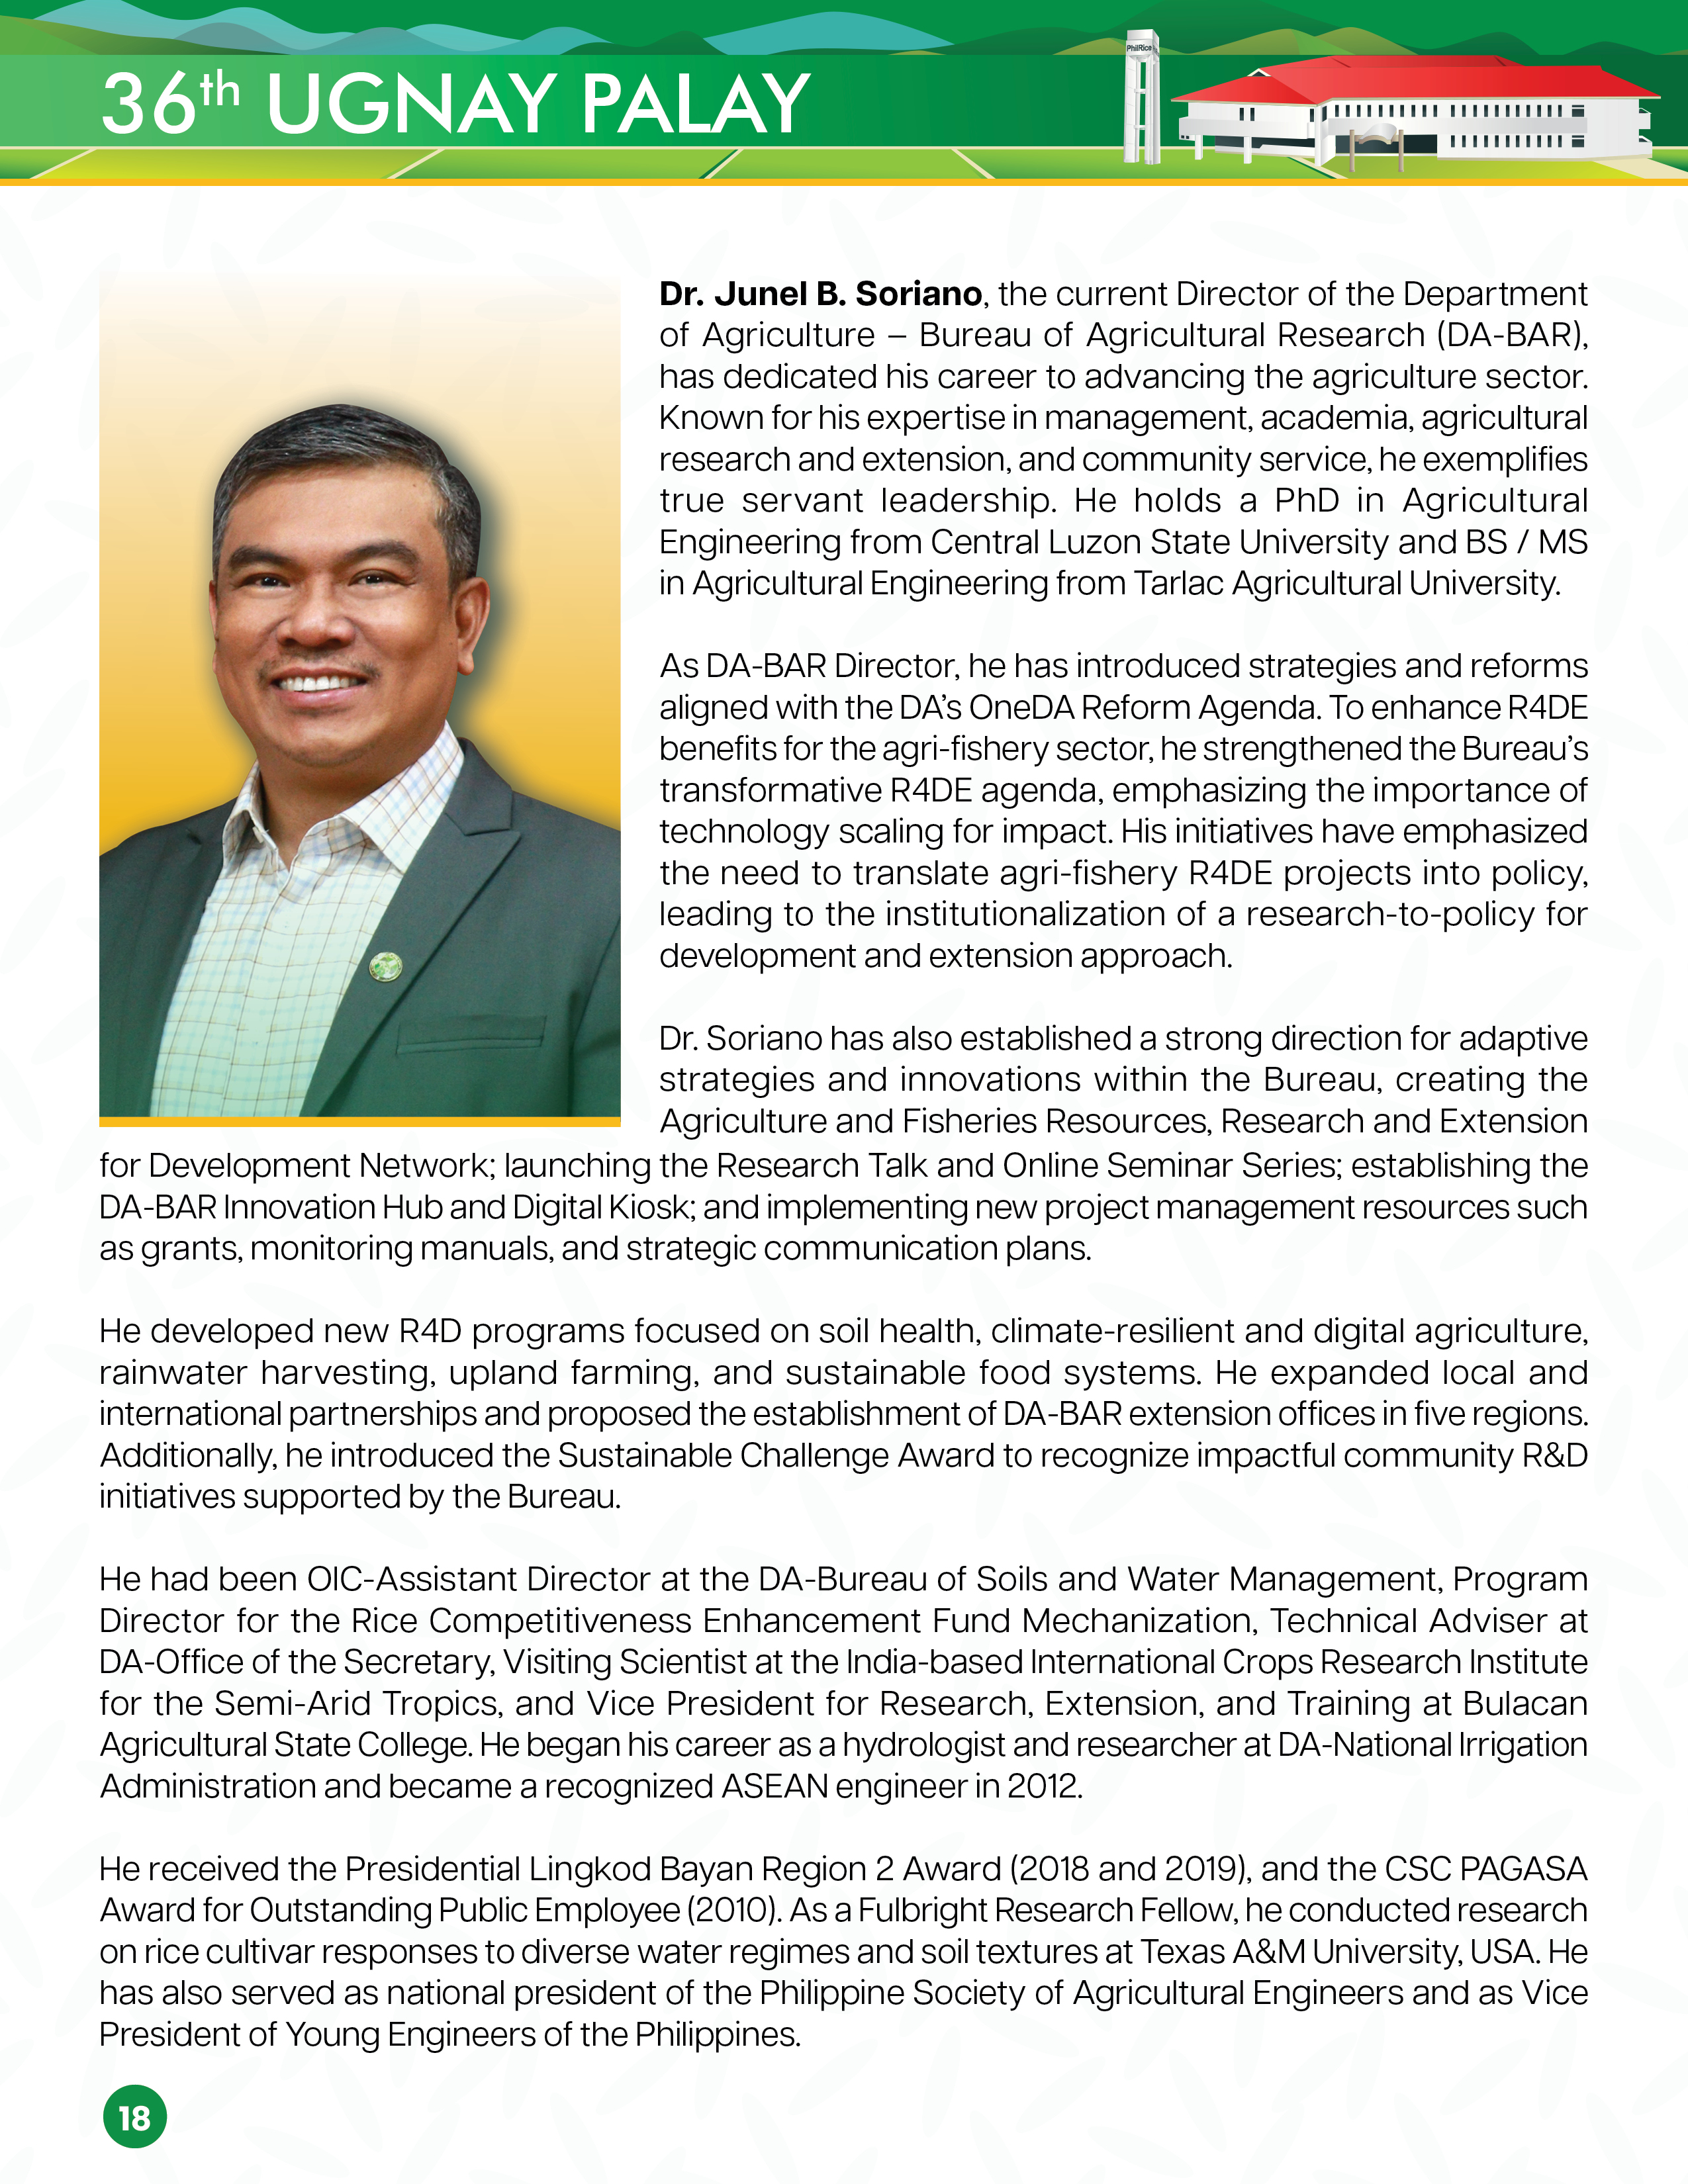 36th UGNAY PALAY
PhilRice
Dr. Junel B. Soriano, the current Director of the Department
of Agriculture – Bureau of Agricultural Research (DA-BAR),
has dedicated his career to advancing the agriculture sector.
Known for his expertise in management, academia, agricultural
research and extension, and community service, he exemplifies
true servant leadership. He holds a PhD in Agricultural
Engineering from Central Luzon State University and BS / MS
in Agricultural Engineering from Tarlac Agricultural University.
As DA-BAR Director, he has introduced strategies and reforms
aligned with the DA’s OneDA Reform Agenda. To enhance R4DE
benefits for the agri-fishery sector, he strengthened the Bureau’s
transformative R4DE agenda, emphasizing the importance of
technology scaling for impact. His initiatives have emphasized
the need to translate agri-fishery R4DE projects into policy,
leading to the institutionalization of a research-to-policy for
development and extension approach.
Dr. Soriano has also established a strong direction for adaptive
strategies and innovations within the Bureau, creating the
Agriculture and Fisheries Resources, Research and Extension
for Development Network; launching the Research Talk and Online Seminar Series; establishing the
DA-BAR Innovation Hub and Digital Kiosk; and implementing new project management resources such
as grants, monitoring manuals, and strategic communication plans.
He developed new R4D programs focused on soil health, climate-resilient and digital agriculture,
rainwater harvesting, upland farming, and sustainable food systems. He expanded local and
international partnerships and proposed the establishment of DA-BAR extension offices in five regions.
Additionally, he introduced the Sustainable Challenge Award to recognize impactful community R&D
initiatives supported by the Bureau.
He had been OIC-Assistant Director at the DA-Bureau of Soils and Water Management, Program
Director for the Rice Competitiveness Enhancement Fund Mechanization, Technical Adviser at
DA-Office of the Secretary, Visiting Scientist at the India-based International Crops Research Institute
for the Semi-Arid Tropics, and Vice President for Research, Extension, and Training at Bulacan
Agricultural State College. He began his career as a hydrologist and researcher at DA-National Irrigation
Administration and became a recognized ASEAN engineer in 2012.
He received the Presidential Lingkod Bayan Region 2 Award (2018 and 2019), and the CSC PAGASA
Award for Outstanding Public Employee (2010). As a Fulbright Research Fellow, he conducted research
on rice cultivar responses to diverse water regimes and soil textures at Texas A&M University, USA. He
has also served as national president of the Philippine Society of Agricultural Engineers and as Vice
President of Young Engineers of the Philippines.
18